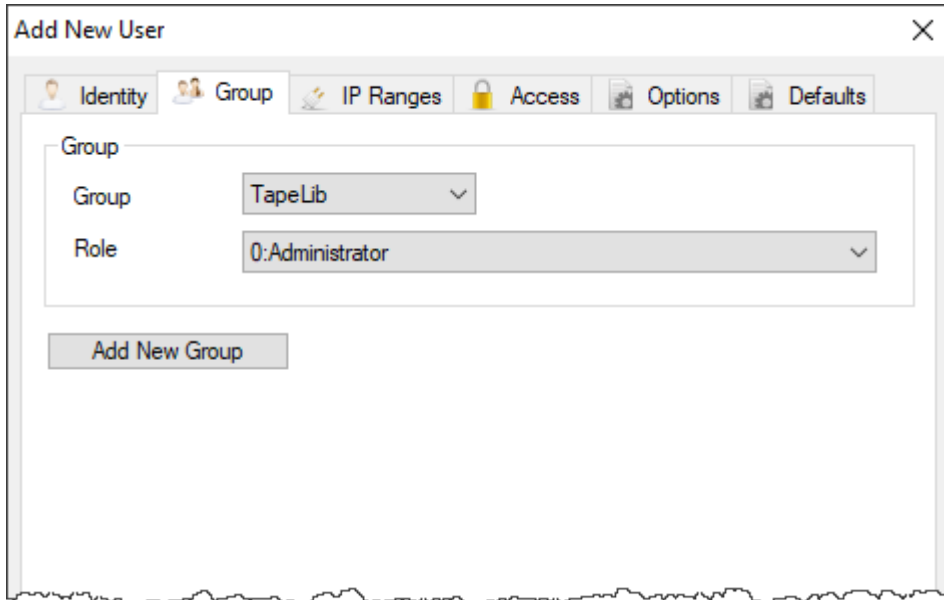 Add New User
Identity Group IP Ranges Access Options Defaults
Group
Group TapeLib
Role 0:Administrator
Add New Group